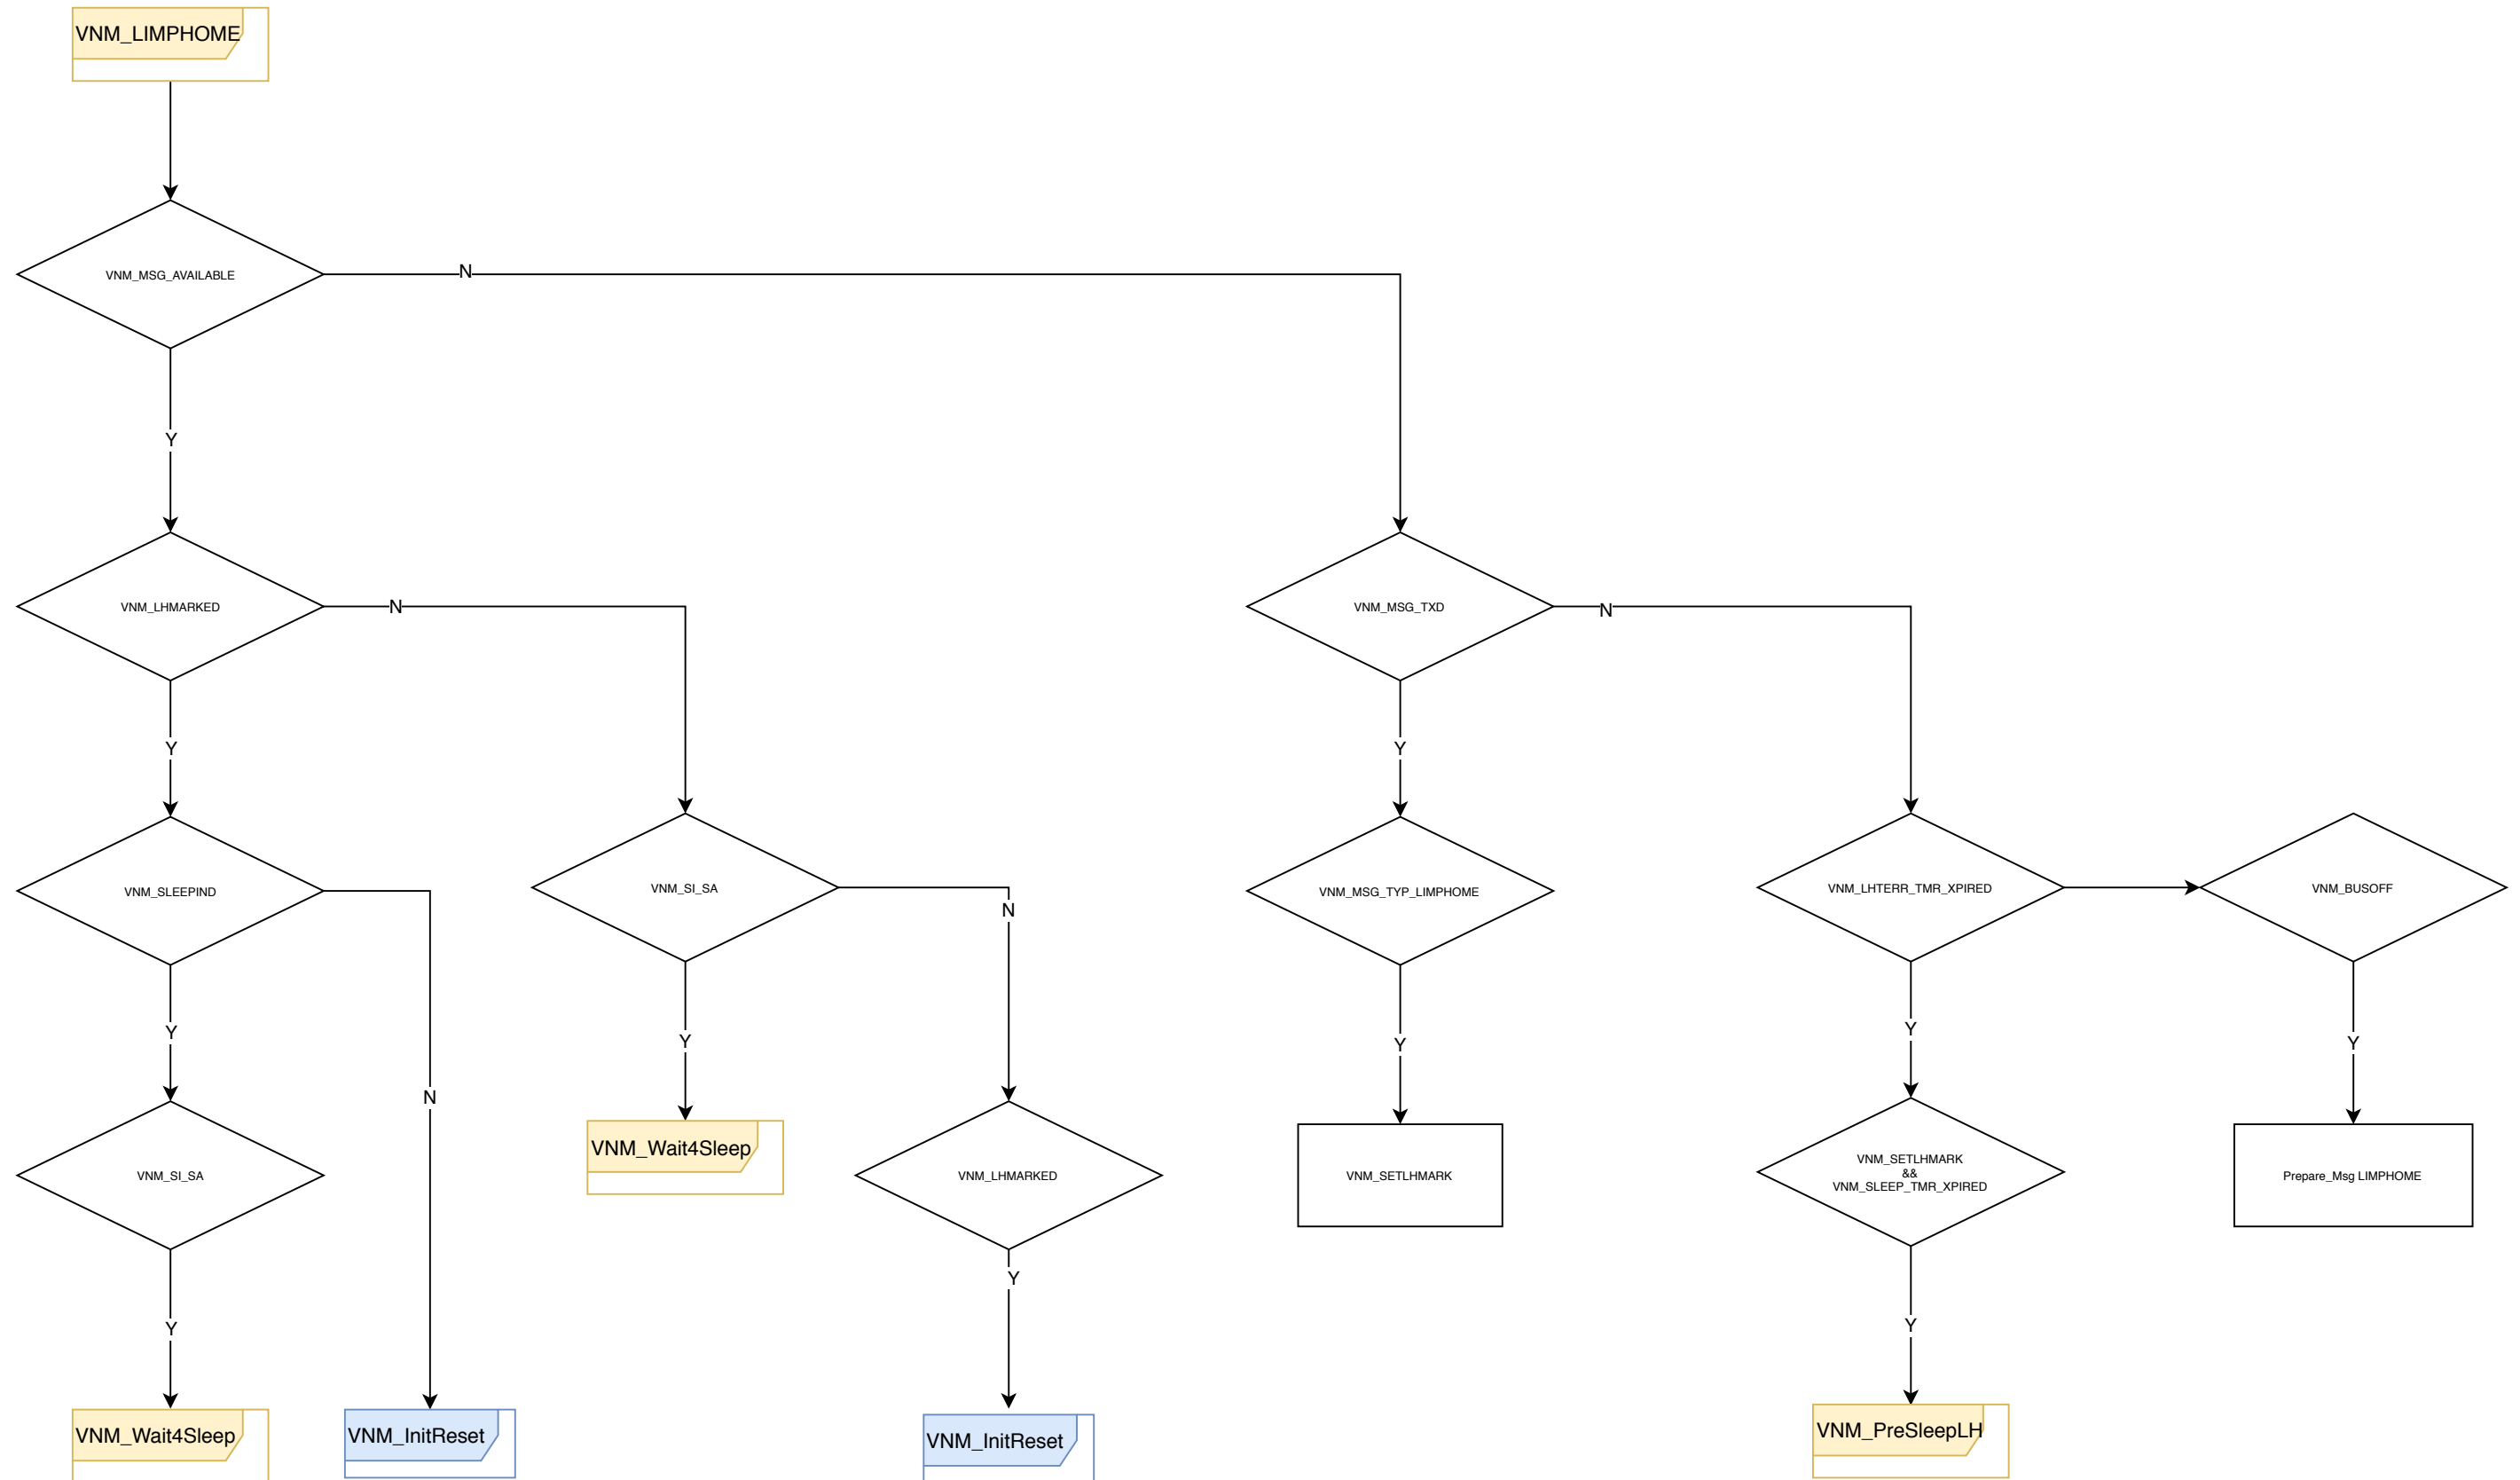 VNM_LIMPHOME
VNM_MSG_AVAILABLE
N
Y
VNM_LHMARKED
N
VNM_MSG_TXD
N
Y
Y
VNM_SLEEPIND
VNM_SI_SA
N
VNM_MSG_TYP_LIMPHOME
VNM_LHTERR_TMR_XPIRED
VNM_BUSOFF
Y
N
Y
Y
Y
Y
VNM_SI_SA
VNM_Wait4Sleep
VNM_LHMARKED
VNM_SETLHMARK
VNM_SETLHMARK
&&
VNM_SLEEP_TMR_XPIRED
Prepare_Msg LIMPHOME
Y
Y
Y
VNM_Wait4Sleep
VNM_InitReset
VNM_InitReset
VNM_PreSleepLH